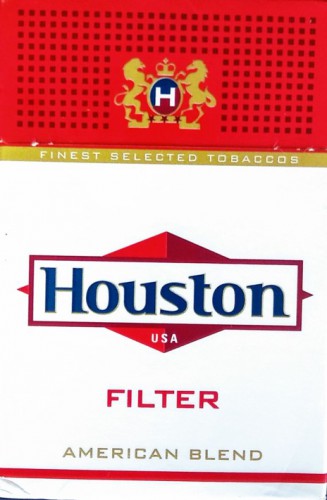 H
FINEST SELECTED TOBACCOS
Houston
USA
FILTER
AMERICAN BLEND